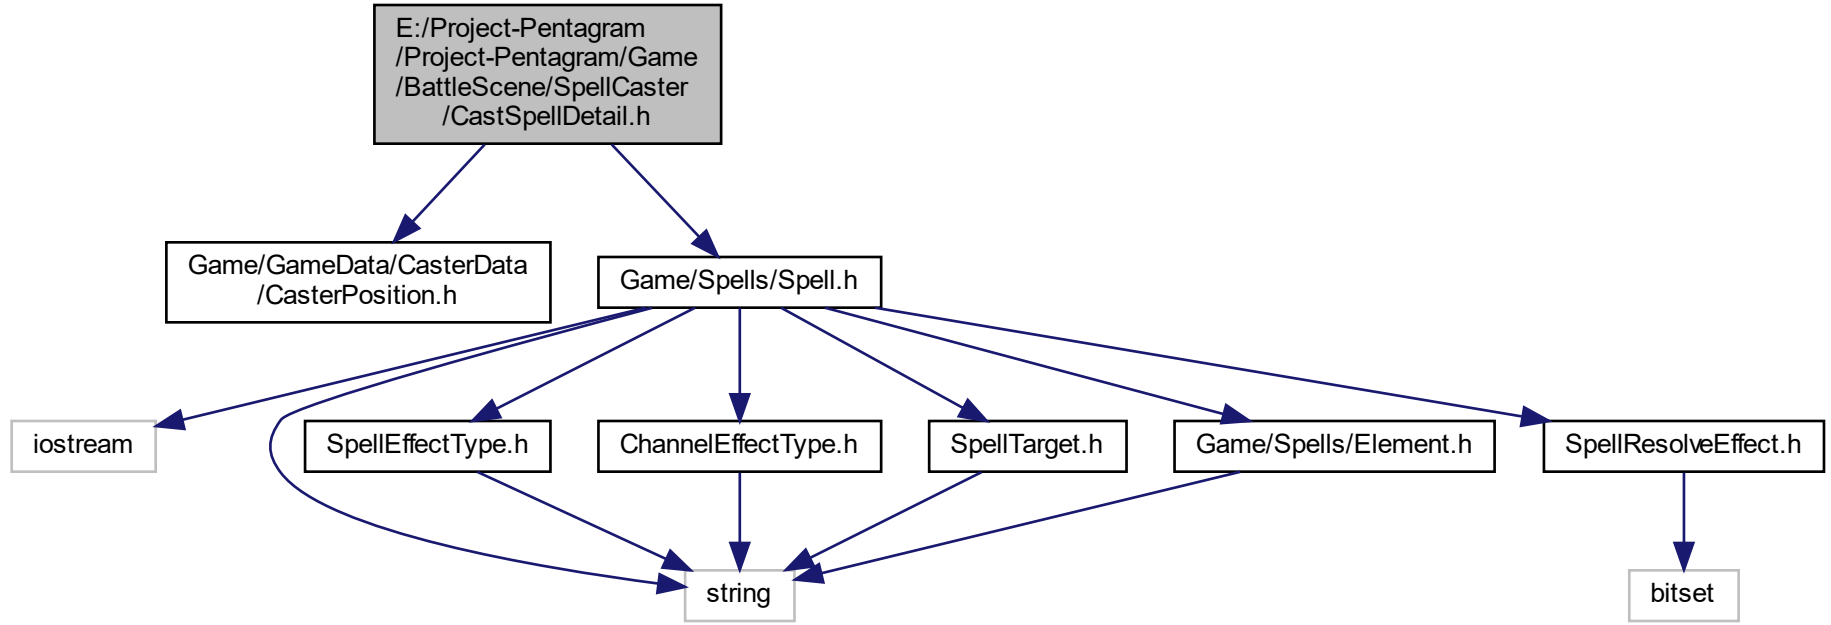 E:/Project-Pentagram
/Project-Pentagram/Game
/BattleScene/SpellCaster
/CastSpellDetail.h
Game/GameData/CasterData
/CasterPosition.h
Game/Spells/Spell.h
iostream
SpellEffectType.h
ChannelEffectType.h
SpellTarget.h
Game/Spells/Element.h
SpellResolveEffect.h
string
bitset